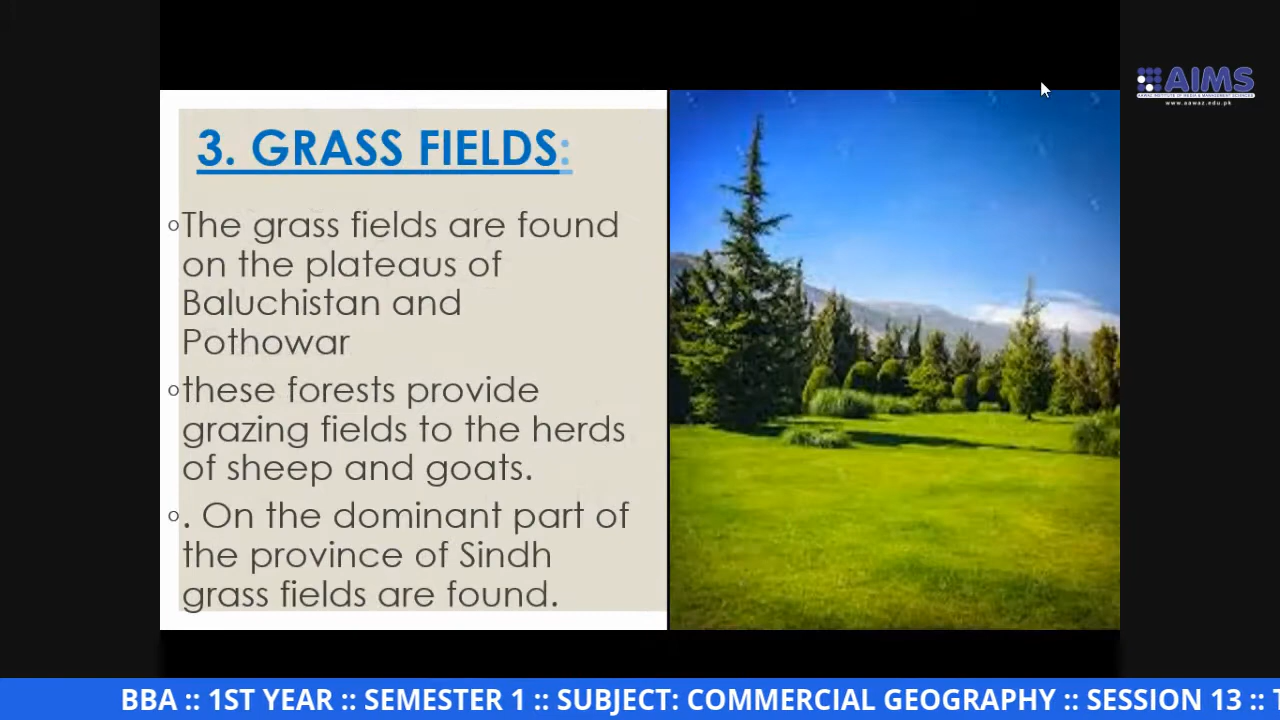 AIMS
www.aawaz.edu.pk
3. GRASS FIELDS:
The grass fields are found
on the plateaus of
Baluchistan and
Pothowar
these forests provide
grazing fields to the herds
of sheep and goats.
. On the dominant part of
the province of Sindh
grass fields are found.
BBA :: 1ST YEAR :: SEMESTER 1 :: SUBJECT: COMMERCIAL GEOGRAPHY :: SESSION 13 :: T